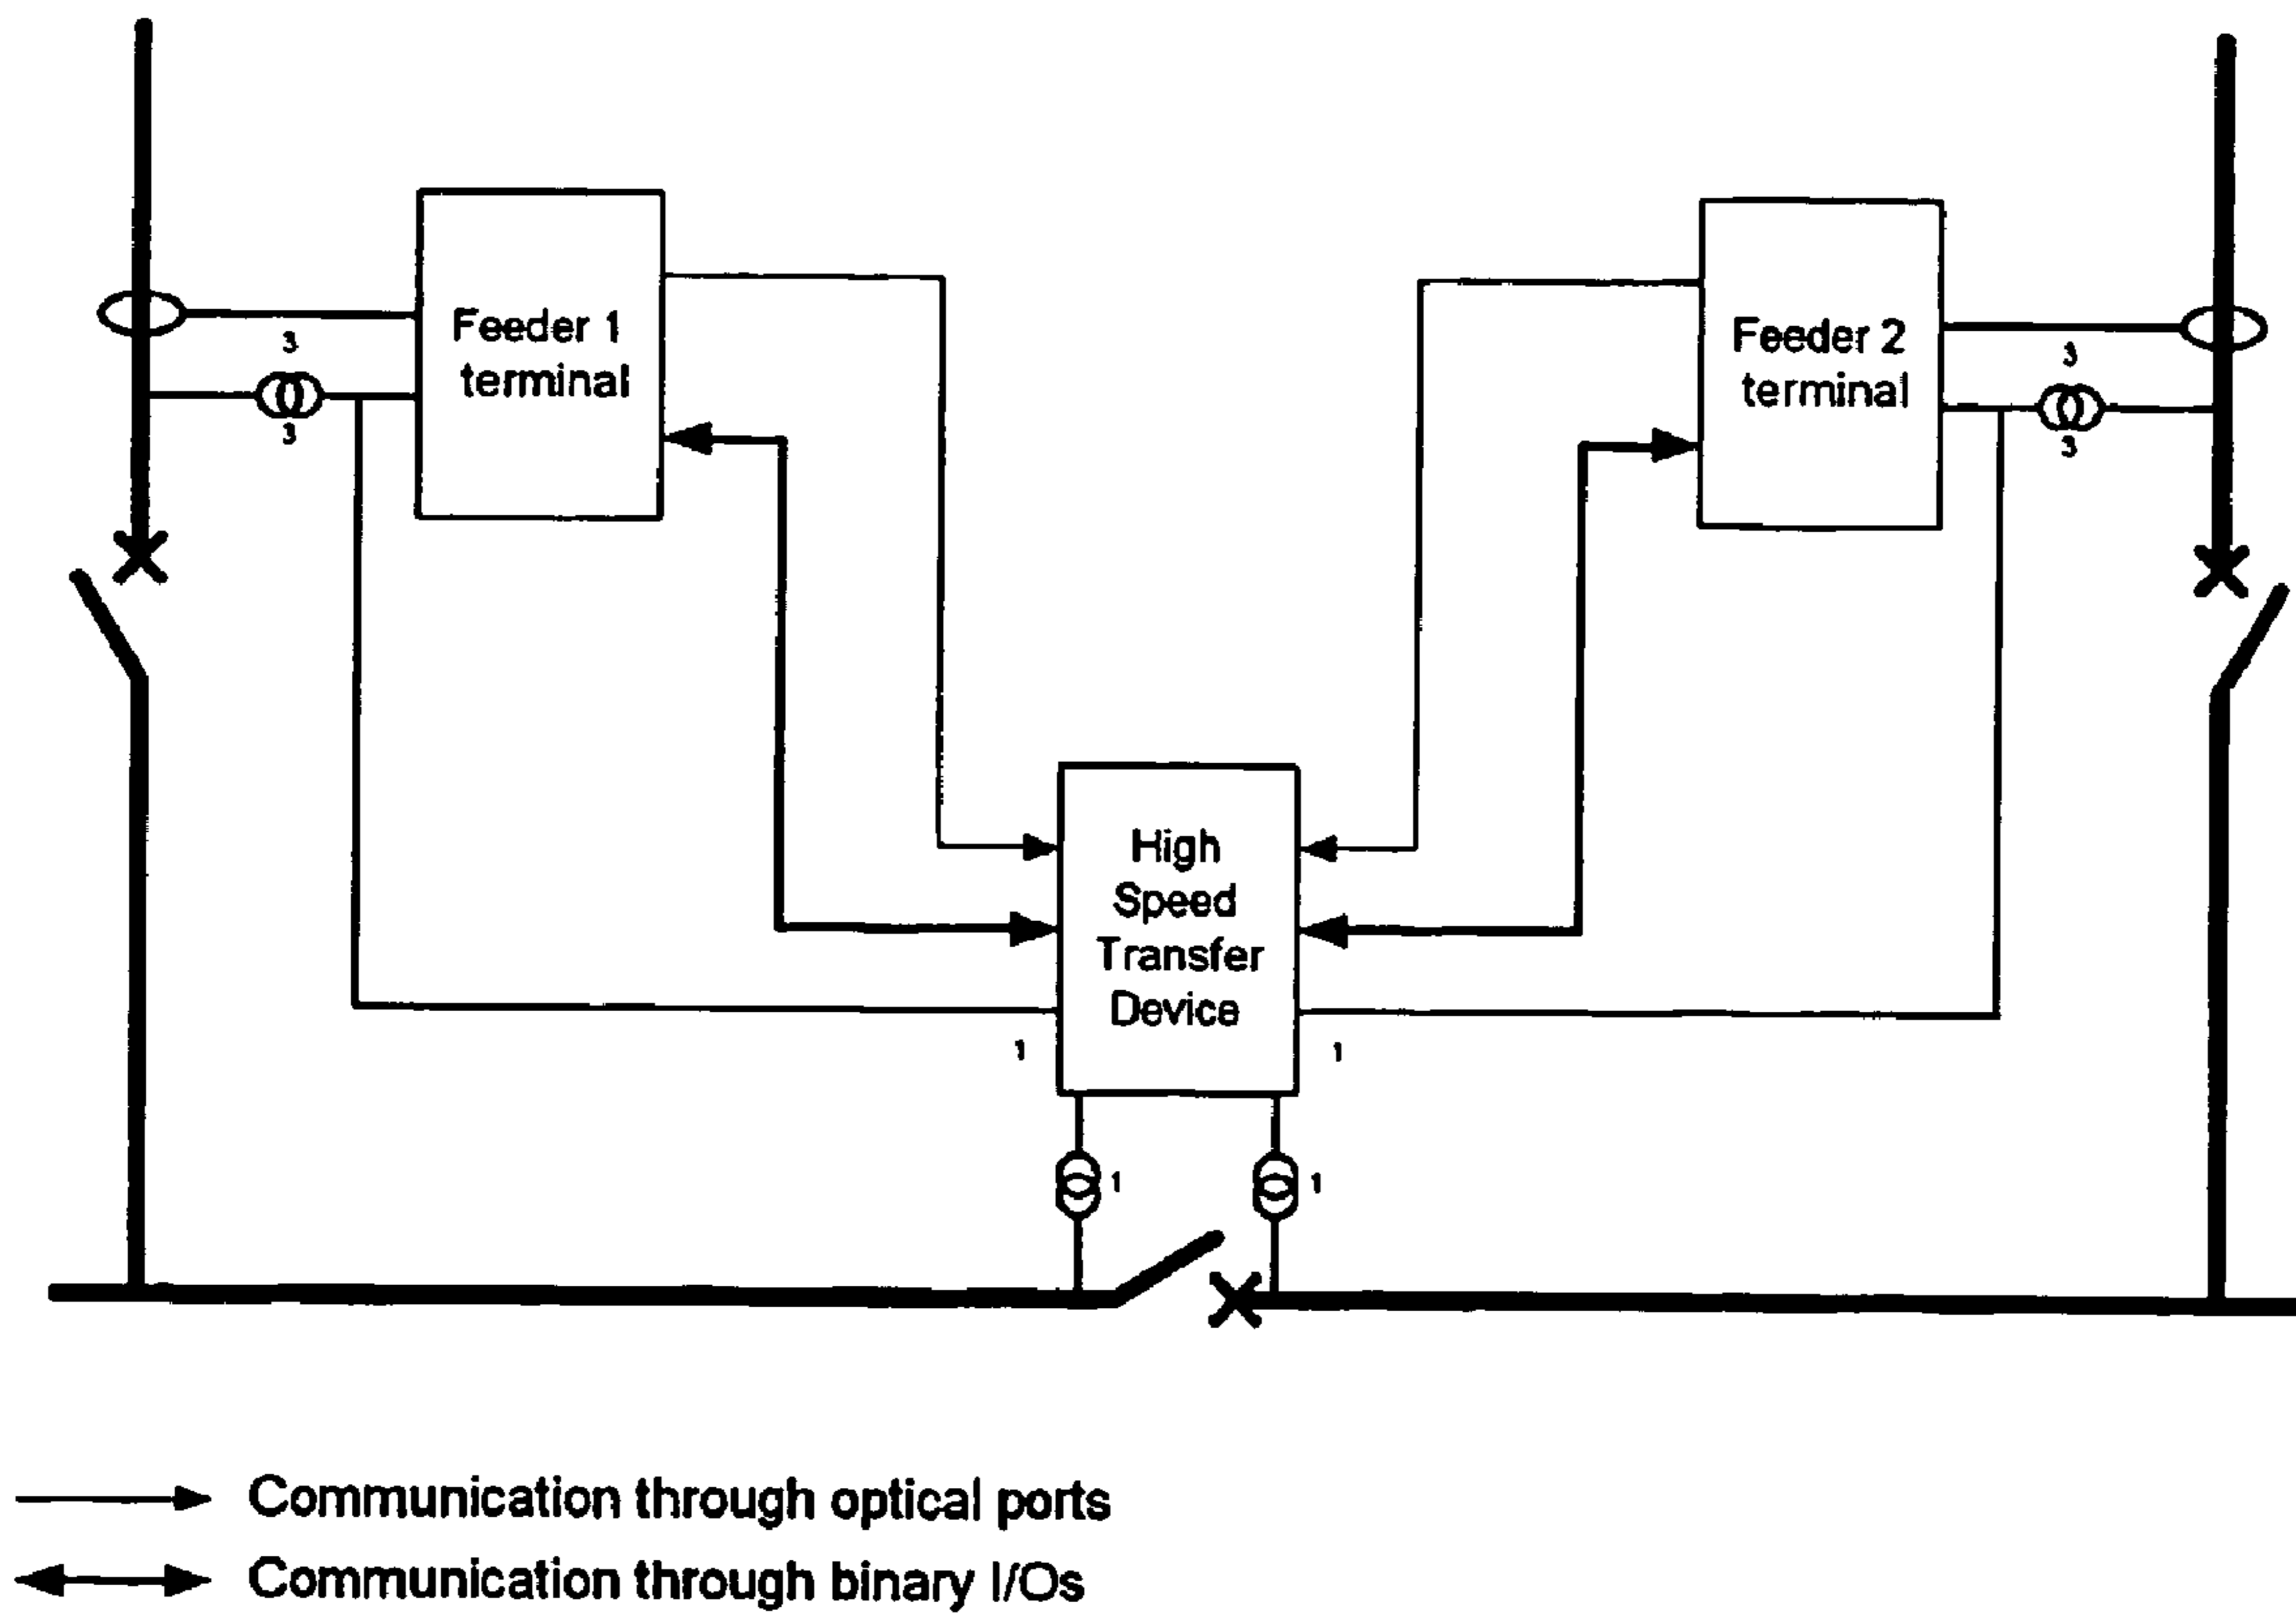 Feeder 1
terminal
Feeder 2
terminal
3
3
3
3
High
Speed
Transfer
Device
1
1
1
1
Communication through optical ports
Communication through binary I/Os